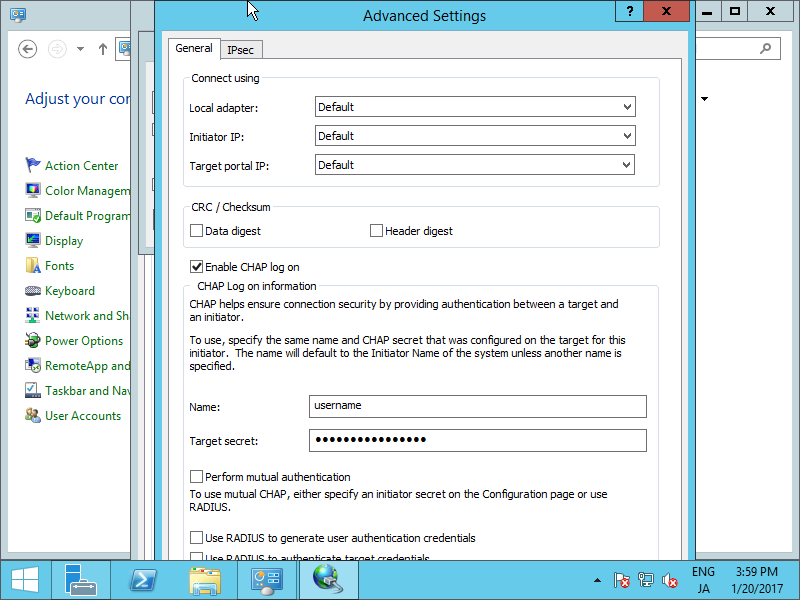 Advanced Settings
?
x
General
IPsec
Adjust your cor
Connect using
Local adapter:
Default
Initiator IP:
Default
Target portal IP:
Default
CRC / Checksum
Data digest
Header digest
Enable CHAP log on
CHAP Log on information
CHAP helps ensure connection security by providing authentication between a target and
an initiator.
To use, specify the same name and CHAP secret that was configured on the target for this
initiator. The name will default to the Initiator Name of the system unless another name is
specified.
Name:
username
Target secret:
••••••••••••••••
Perform mutual authentication
To use mutual CHAP, either specify an initiator secret on the Configuration page or use
RADIUS.
Use RADIUS to generate user authentication credentials
Use RADIUS to authenticate target credentials
Action Center
Color Managem
Default Program
Display
Fonts
Keyboard
Network and Sh
Power Options
RemoteApp and
Taskbar and Nav
User Accounts
ENG
JA
3:59 PM
1/20/2017